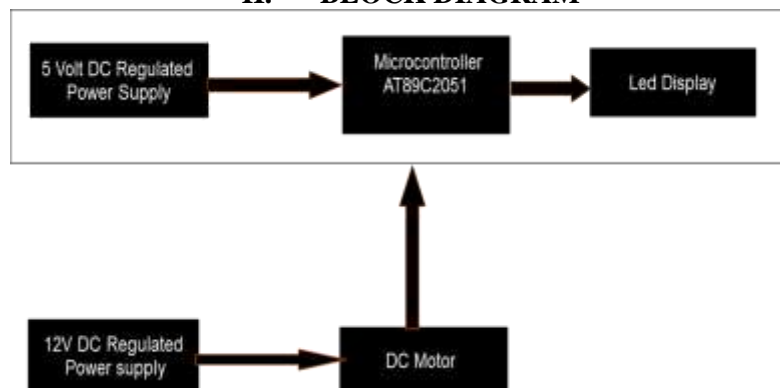 II. BLOCK DIAGRAM
5 Volt DC Regulated
Power Supply
Microcontroller
AT89C2051
Led Display
12V DC Regulated
Power supply
DC Motor